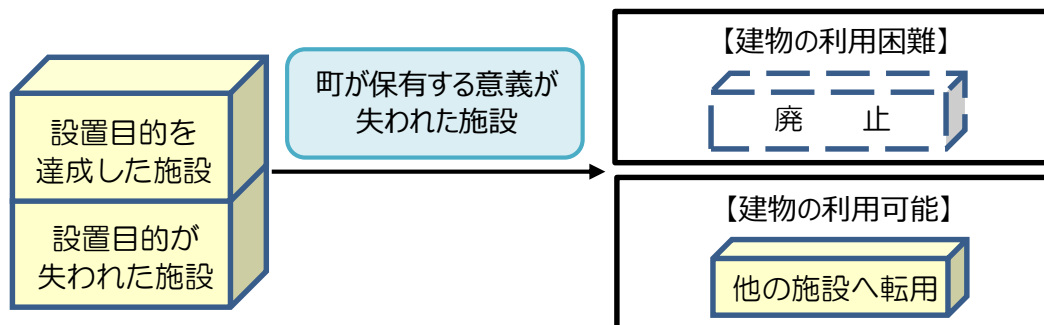 設置目的を
達成した施設
設置目的が
失われた施設
町が保有する意義が
失われた施設
【建物の利用困難】
廃　　止
【建物の利用可能】
他の施設へ転用